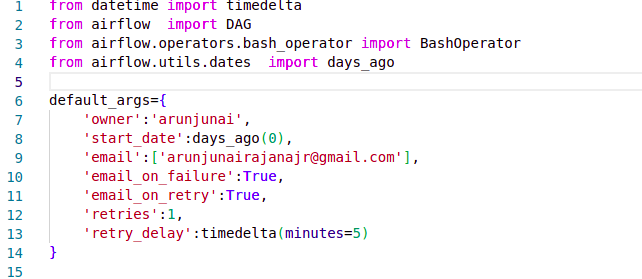 1 from datetime import timedelta
2 from airflow  import DAG
3 from airflow.operators.bash_operator import BashOperator
4 from airflow.utils.dates  import days_ago
5
6 default_args={
7     'owner':'arunjunai',
8     'start_date':days_ago(0),
9     'email':['arunjunairajanajr@gmail.com'],
10     'email_on_failure':True,
11     'email_on_retry':True,
12     'retries':1,
13     'retry_delay':timedelta(minutes=5)
14 }
15